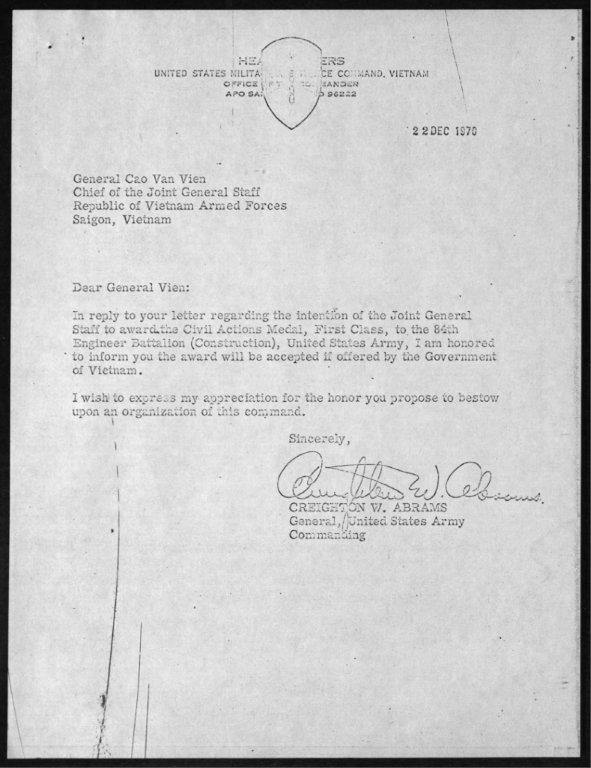 UNITED STATES COMMAND, VIETNAM
OFFICE
APO 96222
22 DEC 1970
General Cao Van Vien
Chief of the Joint General Staff
Republic of Vietnam Armed Forces
Saigon, Vietnam
Dear General Vien:
In reply to your letter regarding the intention of the Joint General
Staff to award the Civil Actions Medal, First Class, to the 84th
Engineer Battalion (Construction), United States Army, I am honored
to inform you the award will be accepted if offered by the Government
of Vietnam.
I wish to express my appreciation for the honor you propose to bestow
upon an organization of this command.
Sincerely,
Creighton W. Abrams.
CREIGHTON W. ABRAMS
General, United States Army
Commanding